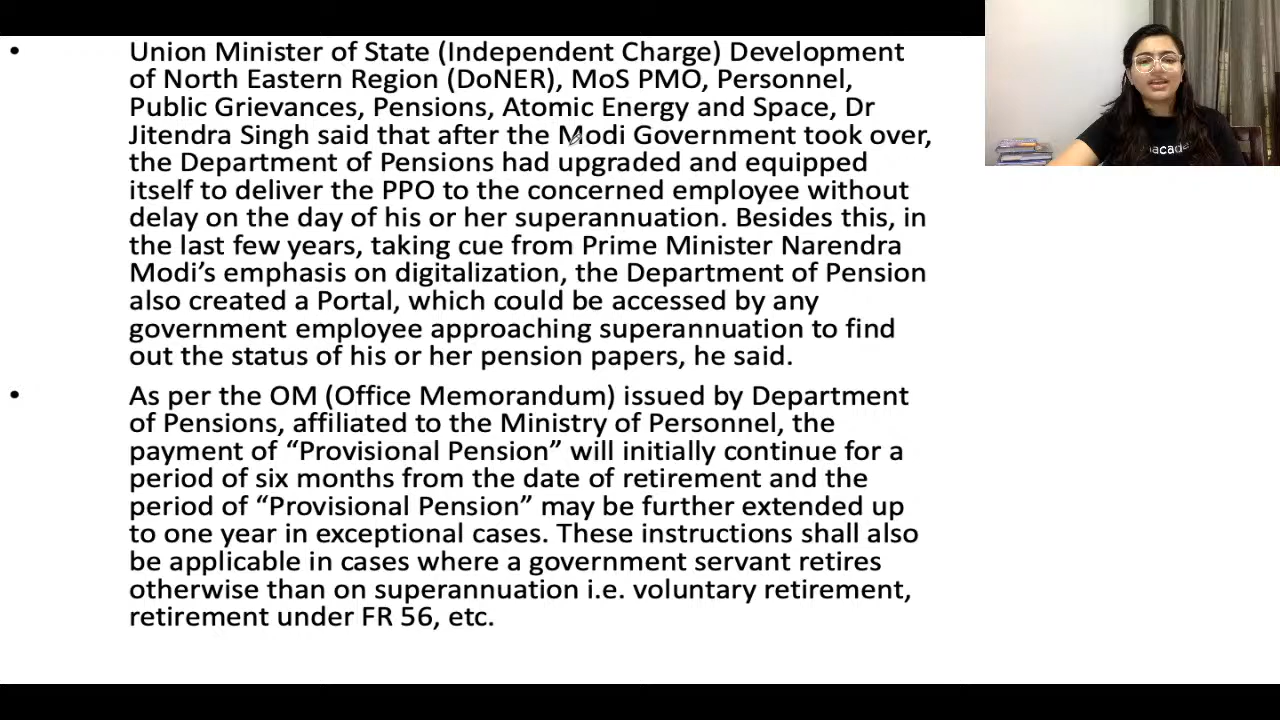 • Union Minister of State (Independent Charge) Development
of North Eastern Region (DoNER), MoS PMO, Personnel,
Public Grievances, Pensions, Atomic Energy and Space, Dr
Jitendra Singh said that after the Modi Government took over,
the Department of Pensions had upgraded and equipped
itself to deliver the PPO to the concerned employee without
delay on the day of his or her superannuation. Besides this, in
the last few years, taking cue from Prime Minister Narendra
Modi’s emphasis on digitalization, the Department of Pension
also created a Portal, which could be accessed by any
government employee approaching superannuation to find
out the status of his or her pension papers, he said.
• As per the OM (Office Memorandum) issued by Department
of Pensions, affiliated to the Ministry of Personnel, the
payment of “Provisional Pension” will initially continue for a
period of six months from the date of retirement and the
period of “Provisional Pension” may be further extended up
to one year in exceptional cases. These instructions shall also
be applicable in cases where a government servant retires
otherwise than on superannuation i.e. voluntary retirement,
retirement under FR 56, etc.